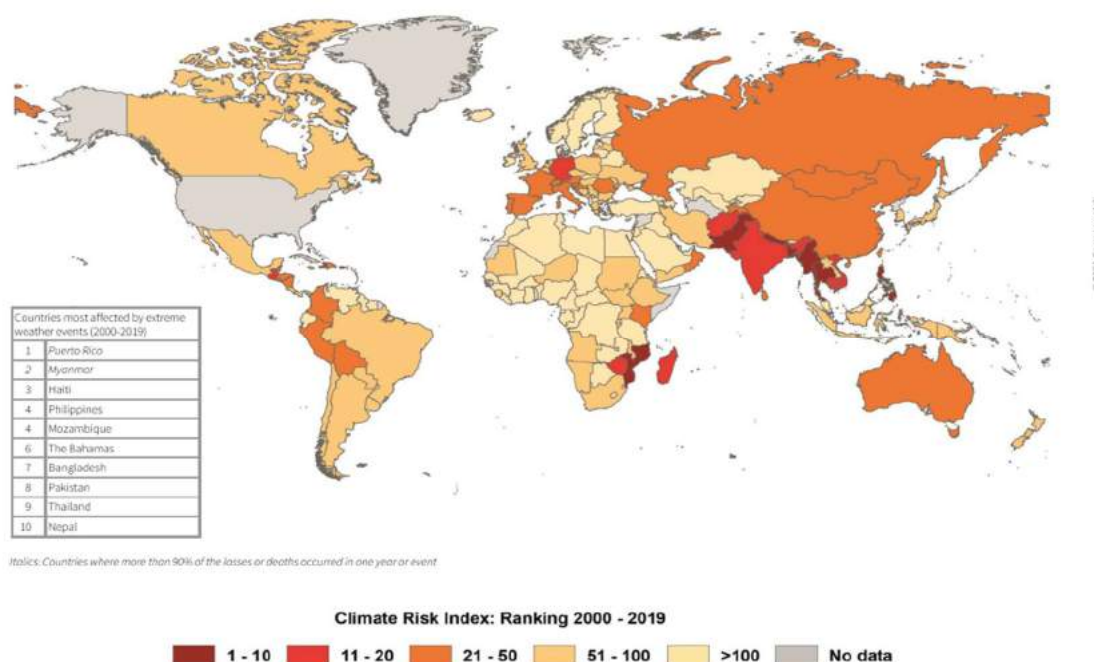 Countries most affected by extreme
weather events (2000-2019)
1 Puerto Rico
2 Myanmar
3 Haiti
4 Philippines
4 Mozambique
6 The Bahamas
7 Bangladesh
8 Pakistan
9 Thailand
10 Nepal
Italics: Countries where more than 90% of the losses or deaths occurred in one year or event
Climate Risk Index: Ranking 2000 - 2019
1 - 10 11 - 20 21 - 50 51 - 100 >100 No data